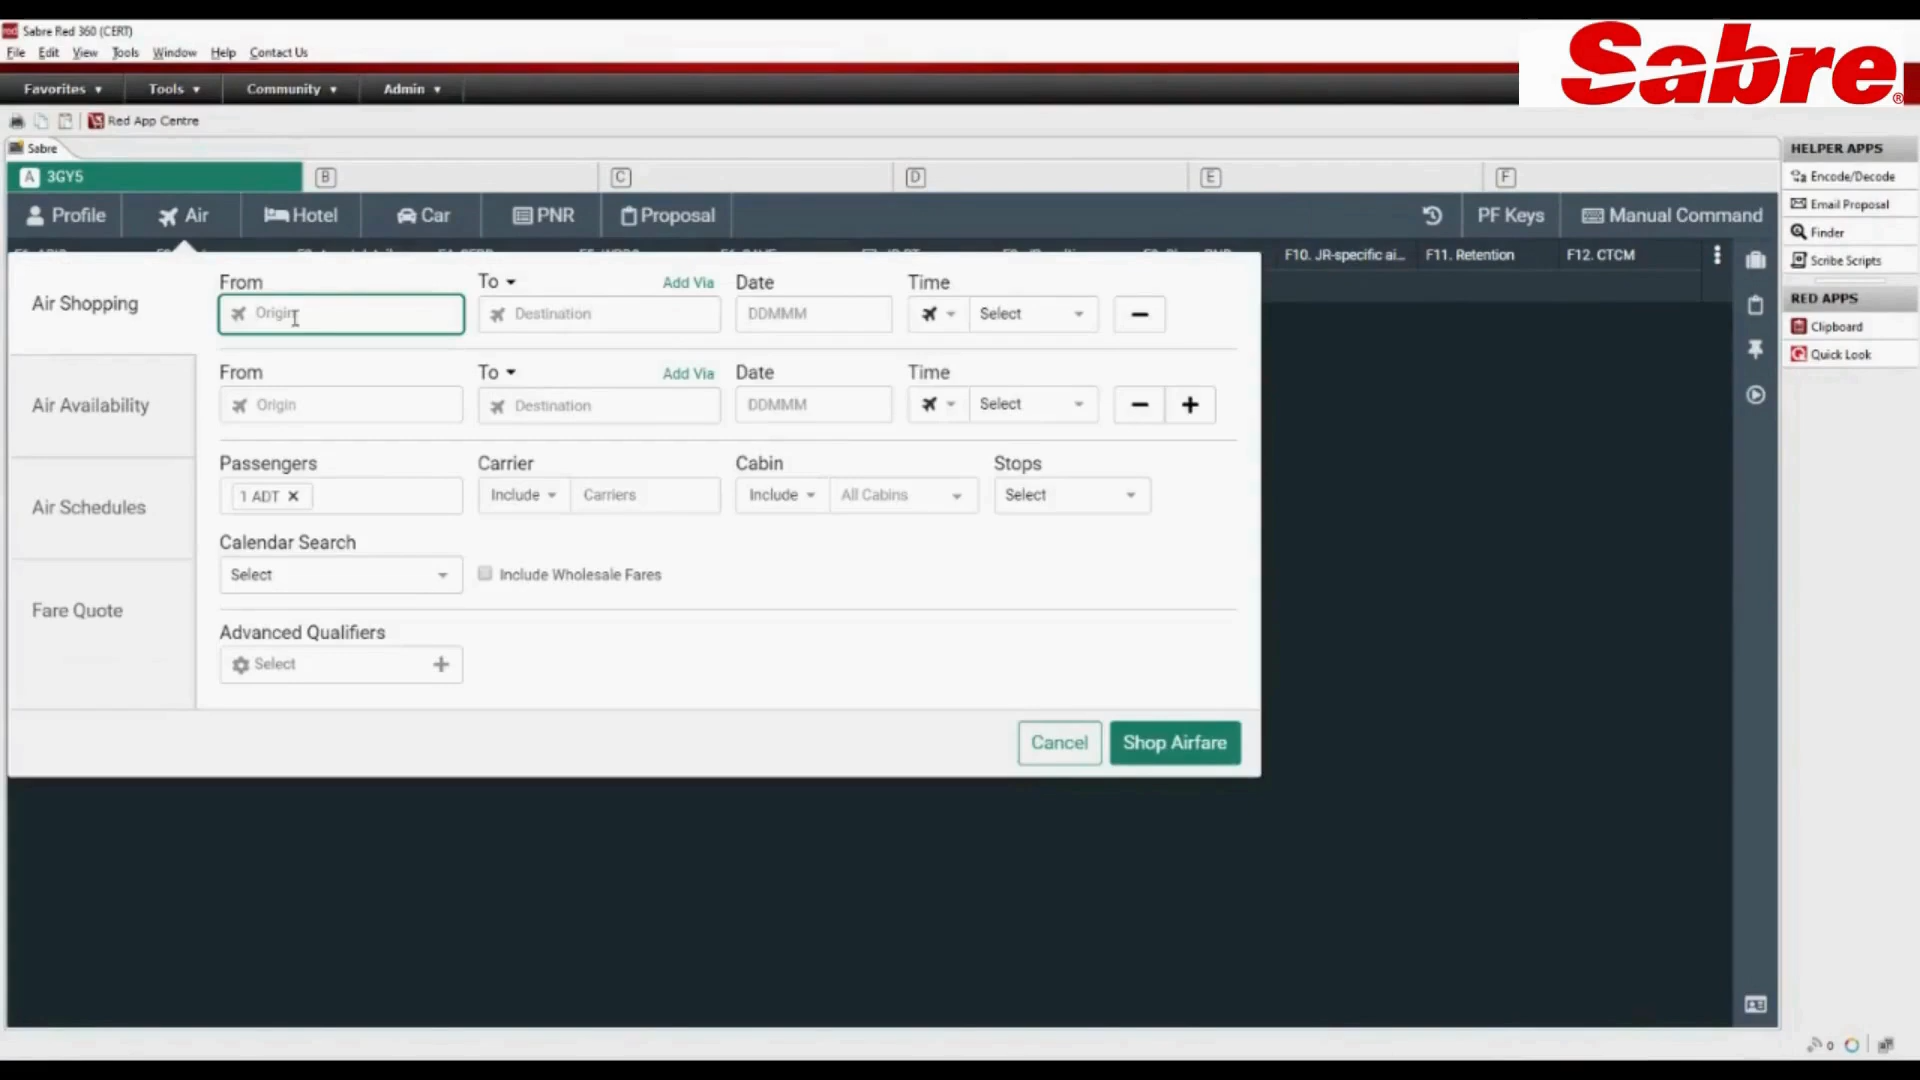 Sabre Red 360 (CERT)
File Edit View Tools Window Help Contact Us
Sabre®
Favorites Tools Community Admin
Red App Centre
Sabre
A 3GY5 B C D E F
Profile Air Hotel Car PNR Proposal PF Keys Manual Command
F10. JR-specific ai... F11. Retention F12. CTCM
Air Shopping
Air Availability
Air Schedules
Fare Quote
From To Add Via Date Time
Origin Destination DDMMM Select
From To Add Via Date Time
Origin Destination DDMMM Select
Passengers Carrier Cabin Stops
1 ADT Include Carriers Include All Cabins Select
Calendar Search
Select Include Wholesale Fares
Advanced Qualifiers
Select
Cancel Shop Airfare
HELPER APPS
Encode/Decode
Email Proposal
Finder
Scribe Scripts
RED APPS
Clipboard
Quick Look
0